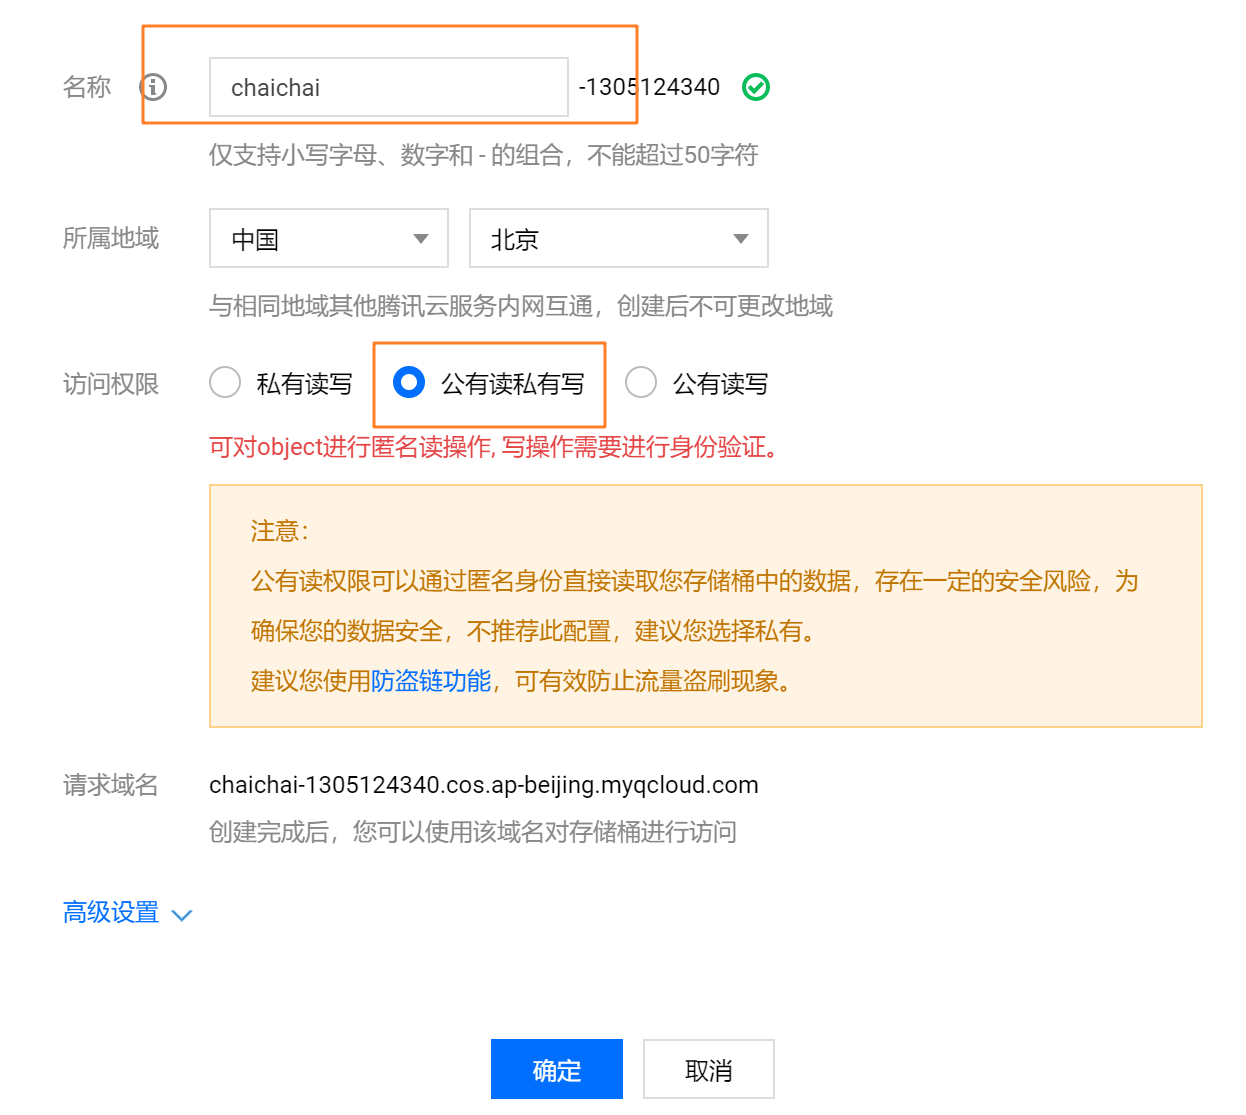 名称 chaichai -1305124340
仅支持小写字母、数字和 - 的组合，不能超过50字符
所属地域 中国 北京
与相同地域其他腾讯云服务内网互通，创建后不可更改地域
访问权限 私有读写 公有读私有写 公有读写
可对object进行匿名读操作, 写操作需要进行身份验证。
注意：
公有读权限可以通过匿名身份直接读取您存储桶中的数据，存在一定的安全风险，为
确保您的数据安全，不推荐此配置，建议您选择私有。
建议您使用防盗链功能，可有效防止流量盗刷现象。
请求域名 chaichai-1305124340.cos.ap-beijing.myqcloud.com
创建完成后，您可以使用该域名对存储桶进行访问
高级设置
确定 取消